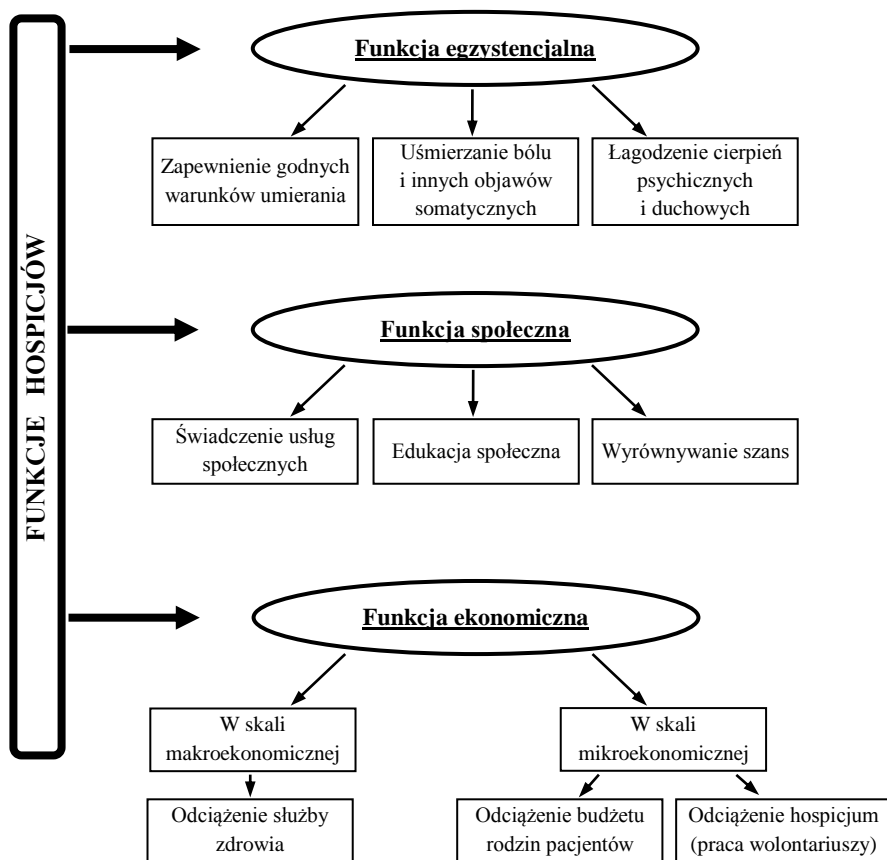 FUNKCJE HOSPICJÓW
Funkcja egzystencjalna
Zapewnienie godnych
warunków umierania
Uśmierzanie bólu
i innych objawów
somatycznych
Łagodzenie cierpień
psychicznych
i duchowych
Funkcja społeczna
Świadczenie usług
społecznych
Edukacja społeczna
Wyrównywanie szans
Funkcja ekonomiczna
W skali
makroekonomicznej
W skali
mikroekonomicznej
Odciążenie służby
zdrowia
Odciążenie budżetu
rodzin pacjentów
Odciążenie hospicjum
(praca wolontariuszy)